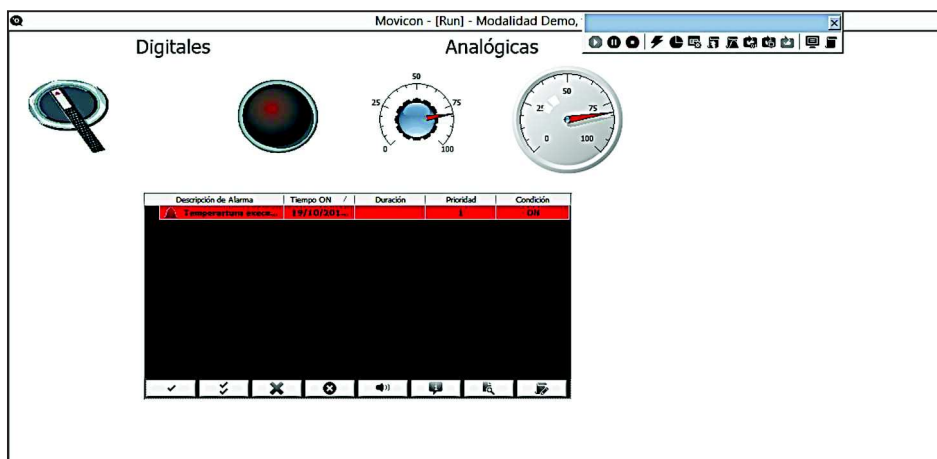 Movicon - [Run] - Modalidad Demo,
Digitales
Analógicas
50
25
75
0
100
50
25
75
0
100
Descripción de Alarma Tiempo ON / Duración Prioridad Condición
19/10/201... 1 ON